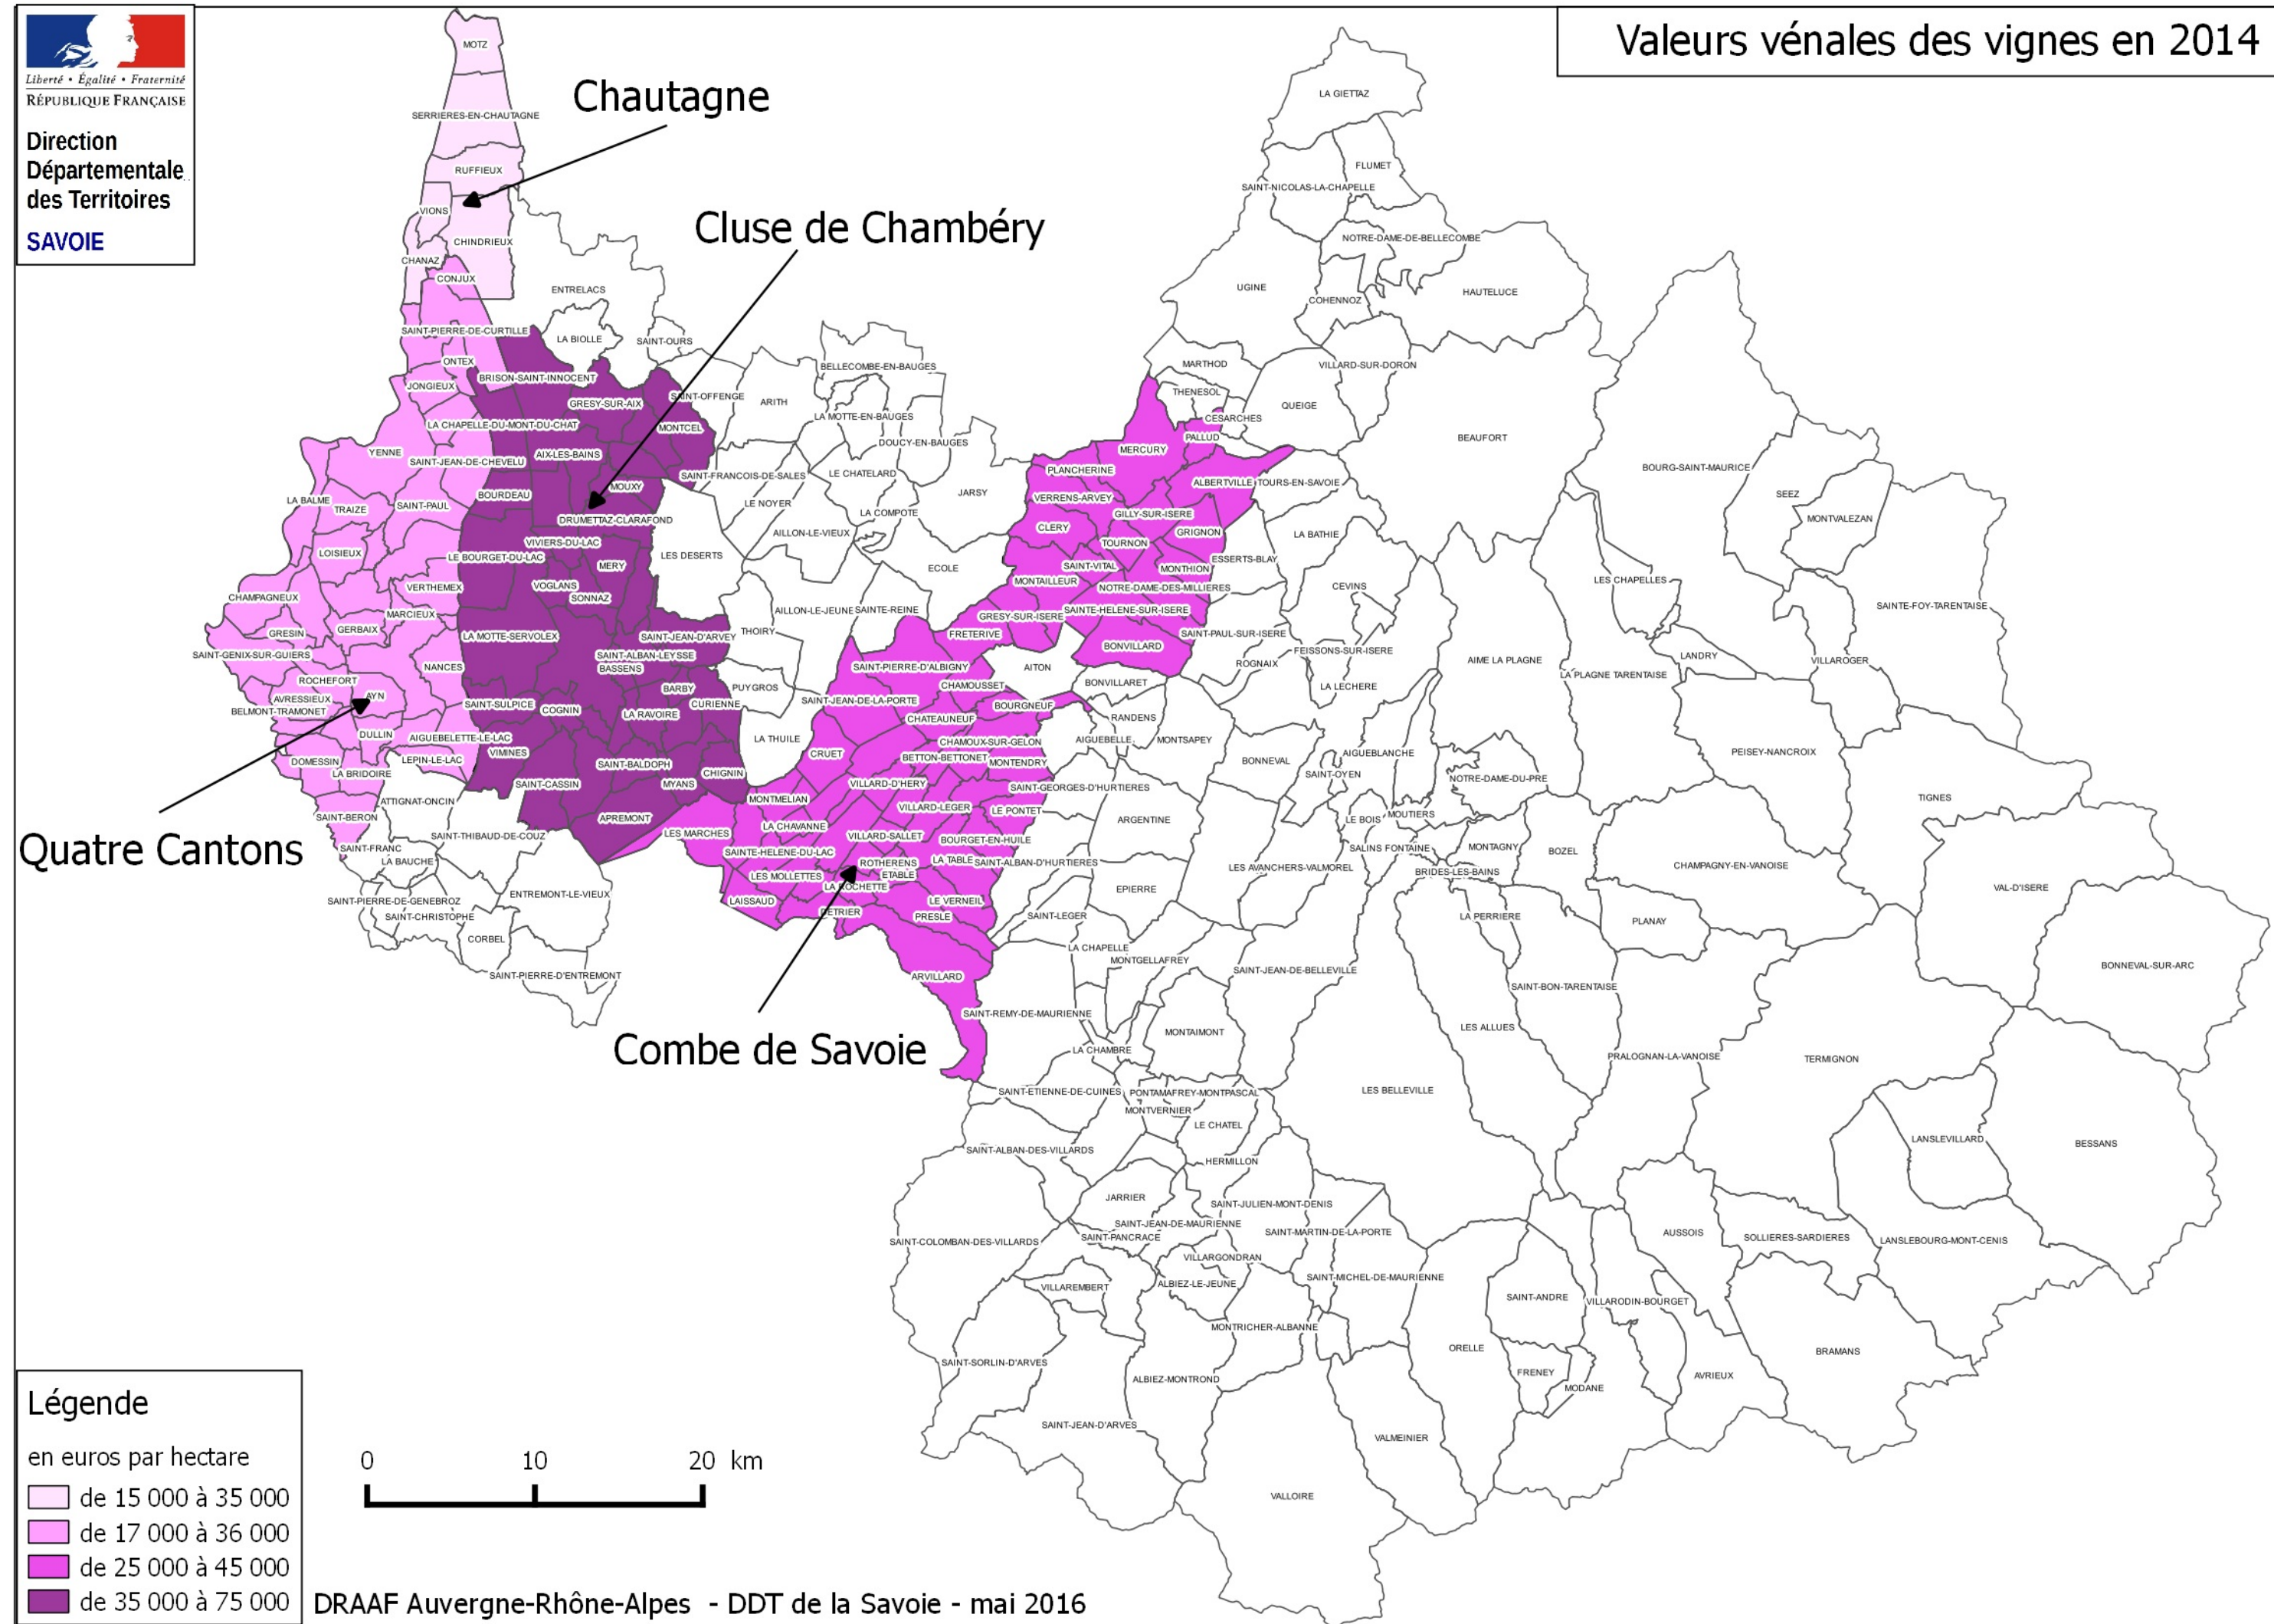 Liberté • Égalité • Fraternité
RÉPUBLIQUE FRANÇAISE
Direction
Départementale
des Territoires
SAVOIE
Valeurs vénales des vignes en 2014
Chautagne
Cluse de Chambéry
Quatre Cantons
Combe de Savoie
MOTZ
SERRIERES-EN-CHAUTAGNE
RUFFIEUX
VIONS
CHINDRIEUX
CHANAZ
CONJUX
ENTRELACS
SAINT-PIERRE-DE-CURTILLE
LA BIOLLE
SAINT-OURS
ONTEX
BRISON-SAINT-INNOCENT
JONGIEUX
GRESY-SUR-AIX
SAINT-OFFENGE
ARITH
BELLECOMBE-EN-BAUGES
LA MOTTE-EN-BAUGES
DOUCY-EN-BAUGES
LA CHAPELLE-DU-MONT-DU-CHAT
MONTCEL
YENNE
SAINT-JEAN-DE-CHEVELU
AIX-LES-BAINS
SAINT-FRANCOIS-DE-SALES
LE CHATELARD
JARSY
LA BALME
TRAIZE
SAINT-PAUL
BOURDEAU
MOUXY
LE NOYER
LA COMPOTE
DRUMETTAZ-CLARAFOND
AILLON-LE-VIEUX
LOISIEUX
LE BOURGET-DU-LAC
VIVIERS-DU-LAC
MERY
LES DESERTS
ECOLE
CHAMPAGNEUX
VERTHEMEX
VOGLANS
SONNAZ
MARCIEUX
AILLON-LE-JEUNE
SAINTE-REINE
GRESIN
GERBAIX
LA MOTTE-SERVOLEX
SAINT-JEAN-D'ARVEY
THOIRY
SAINT-GENIX-SUR-GUIERS
NANCES
SAINT-ALBAN-LEYSSE
BASSENS
ROCHEFORT
AYN
AVRESSIEUX
BELMONT-TRAMONET
SAINT-SULPICE
COGNIN
BARBY
CURIENNE
PUYGROS
LA RAVOIRE
DULLIN
AIGUEBELETTE-LE-LAC
VIMINES
LA THUILE
DOMESSIN
LA BRIDOIRE
LEPIN-LE-LAC
SAINT-BALDOPH
CHIGNIN
SAINT-CASSIN
MYANS
ATTIGNAT-ONCIN
SAINT-BERON
APREMONT
SAINT-THIBAUD-DE-COUZ
SAINT-FRANC
LA BAUCHE
SAINT-PIERRE-DE-GENEBROZ
SAINT-CHRISTOPHE
ENTREMONT-LE-VIEUX
CORBEL
SAINT-PIERRE-D'ENTREMONT
LA GIETTAZ
FLUMET
SAINT-NICOLAS-LA-CHAPELLE
NOTRE-DAME-DE-BELLECOMBE
UGINE
COHENNOZ
HAUTELUCE
MARTHOD
VILLARD-SUR-DORON
THENESOL
QUEIGE
CESARCHES
PALLUD
MERCURY
BEAUFORT
PLANCHERINE
ALBERTVILLE
TOURS-EN-SAVOIE
VERRENS-ARVEY
GILLY-SUR-ISERE
CLERY
GRIGNON
TOURNON
LA BATHIE
ESSERTS-BLAY
SAINT-VITAL
MONTHION
MONTAILLEUR
NOTRE-DAME-DES-MILLIERES
CEVINS
GRESY-SUR-ISERE
SAINTE-HELENE-SUR-ISERE
FRETERIVE
SAINT-PAUL-SUR-ISERE
BONVILLARD
ROGNAIX
FEISSONS-SUR-ISERE
SAINT-PIERRE-D'ALBIGNY
AITON
BONVILLARET
LA LECHERE
CHAMOUSSET
SAINT-JEAN-DE-LA-PORTE
BOURGNEUF
CHATEAUNEUF
RANDENS
AIGUEBELLE
MONTSAPEY
CRUET
CHAMOUX-SUR-GELON
BETTON-BETTONET
MONTENDRY
BONNEVAL
AIGUEBLANCHE
SAINT-OYEN
NOTRE-DAME-DU-PRE
VILLARD-D'HERY
SAINT-GEORGES-D'HURTIERES
MONTMELIAN
VILLARD-LEGER
LE PONTET
LES MARCHES
LA CHAVANNE
VILLARD-SALLET
BOURGET-EN-HUILE
ARGENTINE
LE BOIS
MOUTIERS
SAINTE-HELENE-DU-LAC
ROTHERENS
LA TABLE
SAINT-ALBAN-D'HURTIERES
LES MOLLETTES
ETABLE
LA ROCHETTE
LES AVANCHERS-VALMOREL
SALINS FONTAINE
MONTAGNY
BOZEL
BRIDES-LES-BAINS
LAISSAUD
DETRIER
LE VERNEIL
PRESLE
EPIERRE
SAINT-LEGER
LA PERRIERE
LA CHAPELLE
MONTGELLAFREY
ARVILLARD
SAINT-JEAN-DE-BELLEVILLE
SAINT-BON-TARENTAISE
SAINT-REMY-DE-MAURIENNE
MONTAIMONT
LES ALLUES
LA CHAMBRE
BOURG-SAINT-MAURICE
SEEZ
MONTVALEZAN
LES CHAPELLES
SAINTE-FOY-TARENTAISE
AIME LA PLAGNE
LA PLAGNE TARENTAISE
LANDRY
VILLAROGER
PEISEY-NANCROIX
TIGNES
CHAMPAGNY-EN-VANOISE
VAL-D'ISERE
PLANAY
BONNEVAL-SUR-ARC
PRALOGNAN-LA-VANOISE
TERMIGNON
SAINT-ETIENNE-DE-CUINES
PONTAMAFREY-MONTPASCAL
MONTVERNIER
LE CHATEL
LES BELLEVILLE
SAINT-ALBAN-DES-VILLARDS
HERMILLON
LANSLEVILLARD
BESSANS
JARRIER
SAINT-JULIEN-MONT-DENIS
SAINT-JEAN-DE-MAURIENNE
SAINT-PANCRACE
SAINT-MARTIN-DE-LA-PORTE
SAINT-COLOMBAN-DES-VILLARDS
AUSSOIS
SOLLIERES-SARDIERES
LANSLEBOURG-MONT-CENIS
VILLARGONDRAN
VILLAREMBERT
ALBIEZ-LE-JEUNE
SAINT-MICHEL-DE-MAURIENNE
SAINT-ANDRE
VILLARODIN-BOURGET
MONTRICHER-ALBANNE
ORELLE
BRAMANS
SAINT-SORLIN-D'ARVES
ALBIEZ-MONTROND
FRENEY
MODANE
AVRIEUX
SAINT-JEAN-D'ARVES
VALMEINIER
VALLOIRE
Légende
en euros par hectare
de 15 000 à 35 000
de 17 000 à 36 000
de 25 000 à 45 000
de 35 000 à 75 000
0 10 20 km
DRAAF Auvergne-Rhône-Alpes - DDT de la Savoie - mai 2016